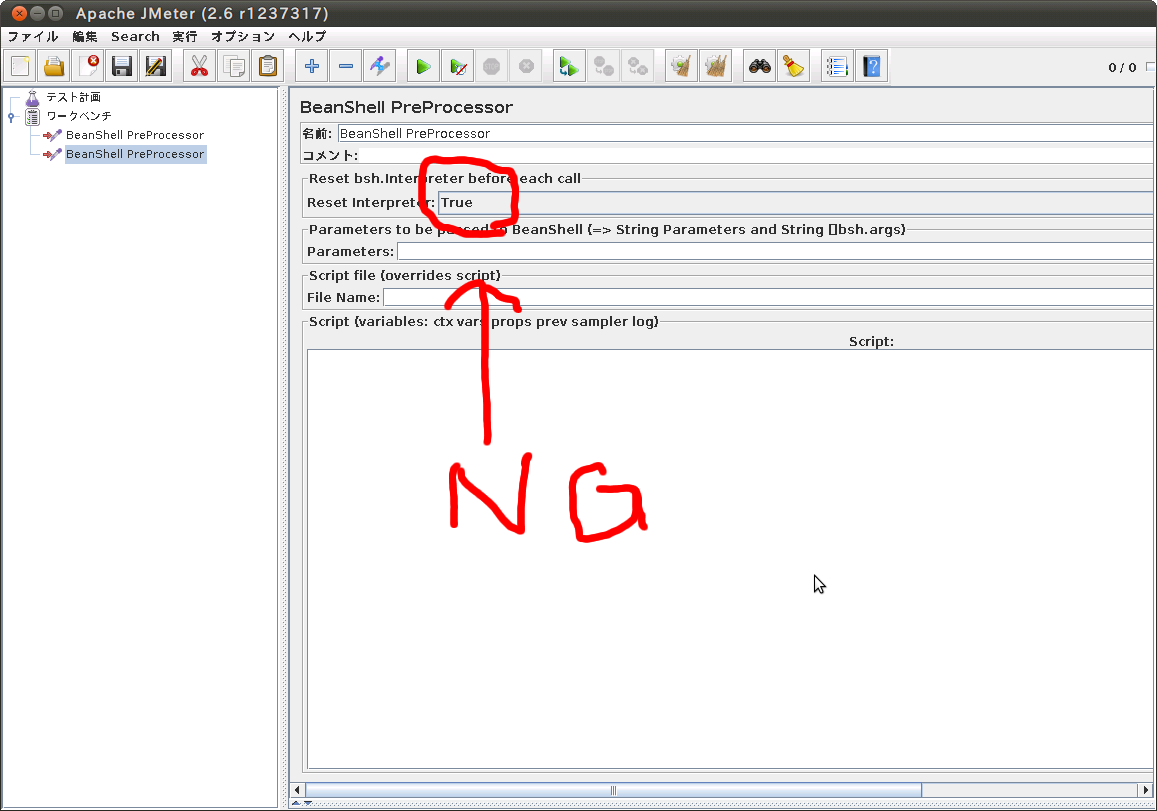 Apache JMeter (2.6 r1237317)
ファイル 編集 Search 実行 オプション ヘルプ
0 / 0
テスト計画
ワークベンチ
BeanShell PreProcessor
BeanShell PreProcessor
BeanShell PreProcessor
名前: BeanShell PreProcessor
コメント:
Reset bsh.Interpreter before each call
Reset Interpreter: True
Parameters to be passed to BeanShell (=> String Parameters and String []bsh.args)
Parameters:
Script file (overrides script)
File Name:
Script (variables: ctx vars props prev sampler log)
Script:
N G